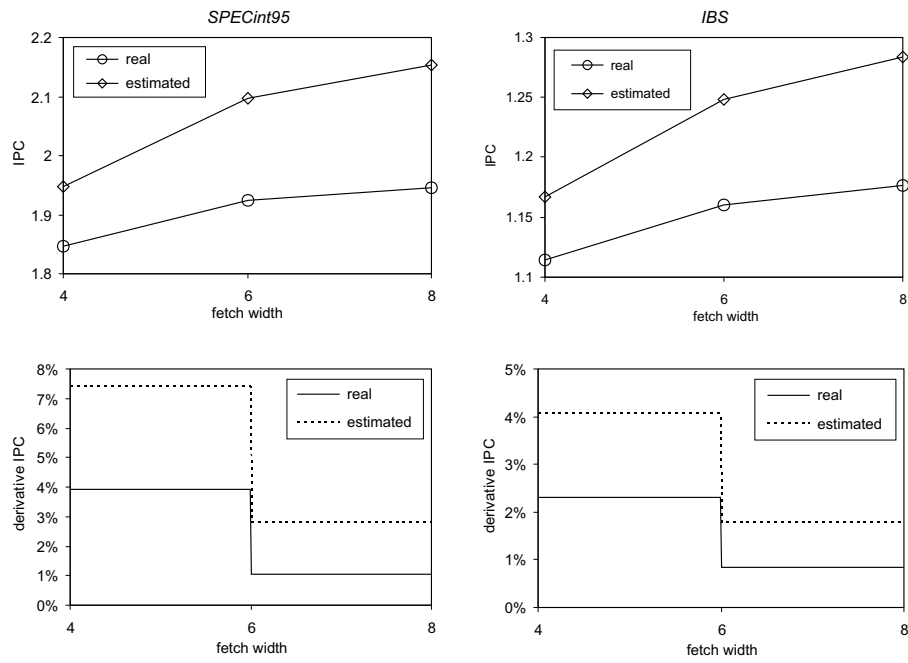 SPECint95
2.2
2.1
2
1.9
1.8
IPC
real
estimated
4
6
8
fetch width
IBS
1.3
1.25
1.2
1.15
1.1
IPC
real
estimated
4
6
8
fetch width
8%
7%
6%
5%
4%
3%
2%
1%
0%
derivative IPC
real
estimated
4
6
8
fetch width
5%
4%
3%
2%
1%
0%
derivative IPC
real
estimated
4
6
8
fetch width